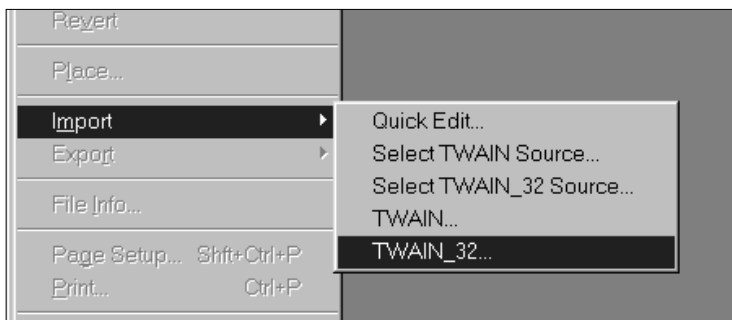 Revert
Place...
Import
Export
File Info...
Page Setup... Shft+Ctrl+P
Print... Ctrl+P
Quick Edit...
Select TWAIN Source...
Select TWAIN_32 Source...
TWAIN...
TWAIN_32...